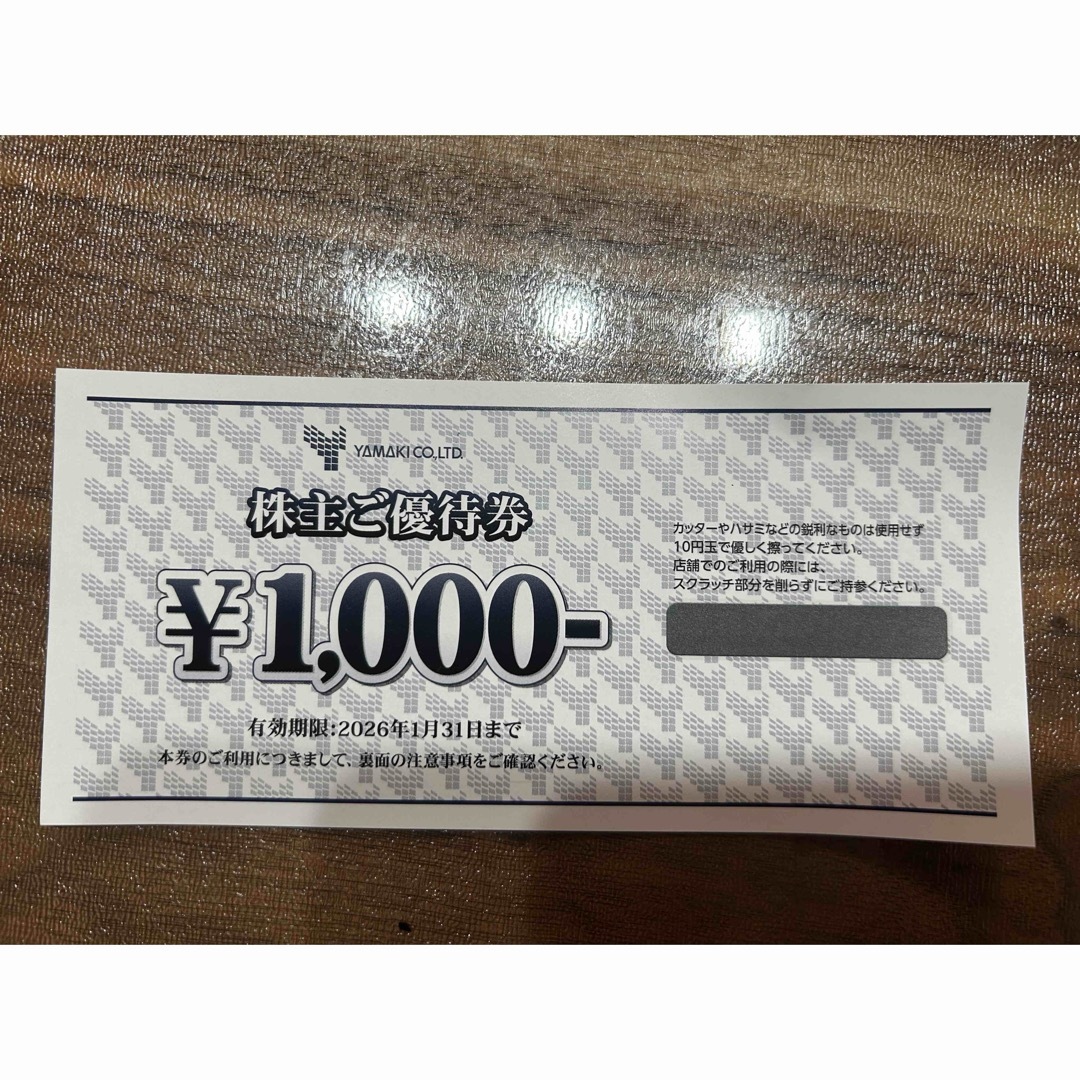 YAMAKI CO.,LTD.
株主ご優待券
¥1,000-
有効期限:2026年1月31日まで
本券のご利用につきまして、裏面の注意事項をご確認ください。
カッターやハサミなどの鋭利なものは使用せず
10円玉で優しく擦ってください。
店舗でのご利用の際には、
スクラッチ部分を削らずにご持参ください。